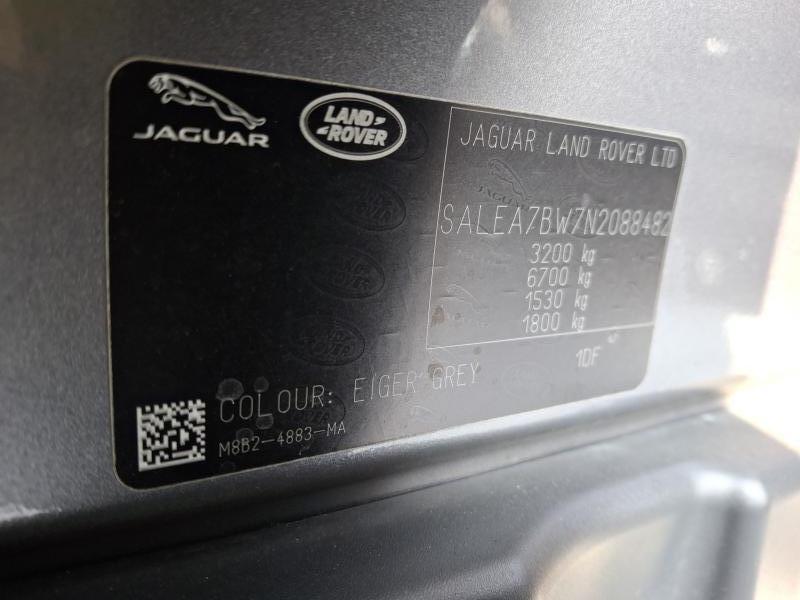 JAGUAR
LAND
ROVER
JAGUAR LAND ROVER LTD
SALEA7BW7N2088482
3200 kg
6700 kg
1530 kg
1800 kg
1DF
COLOUR: EIGER GREY
M8B2-4883-MA